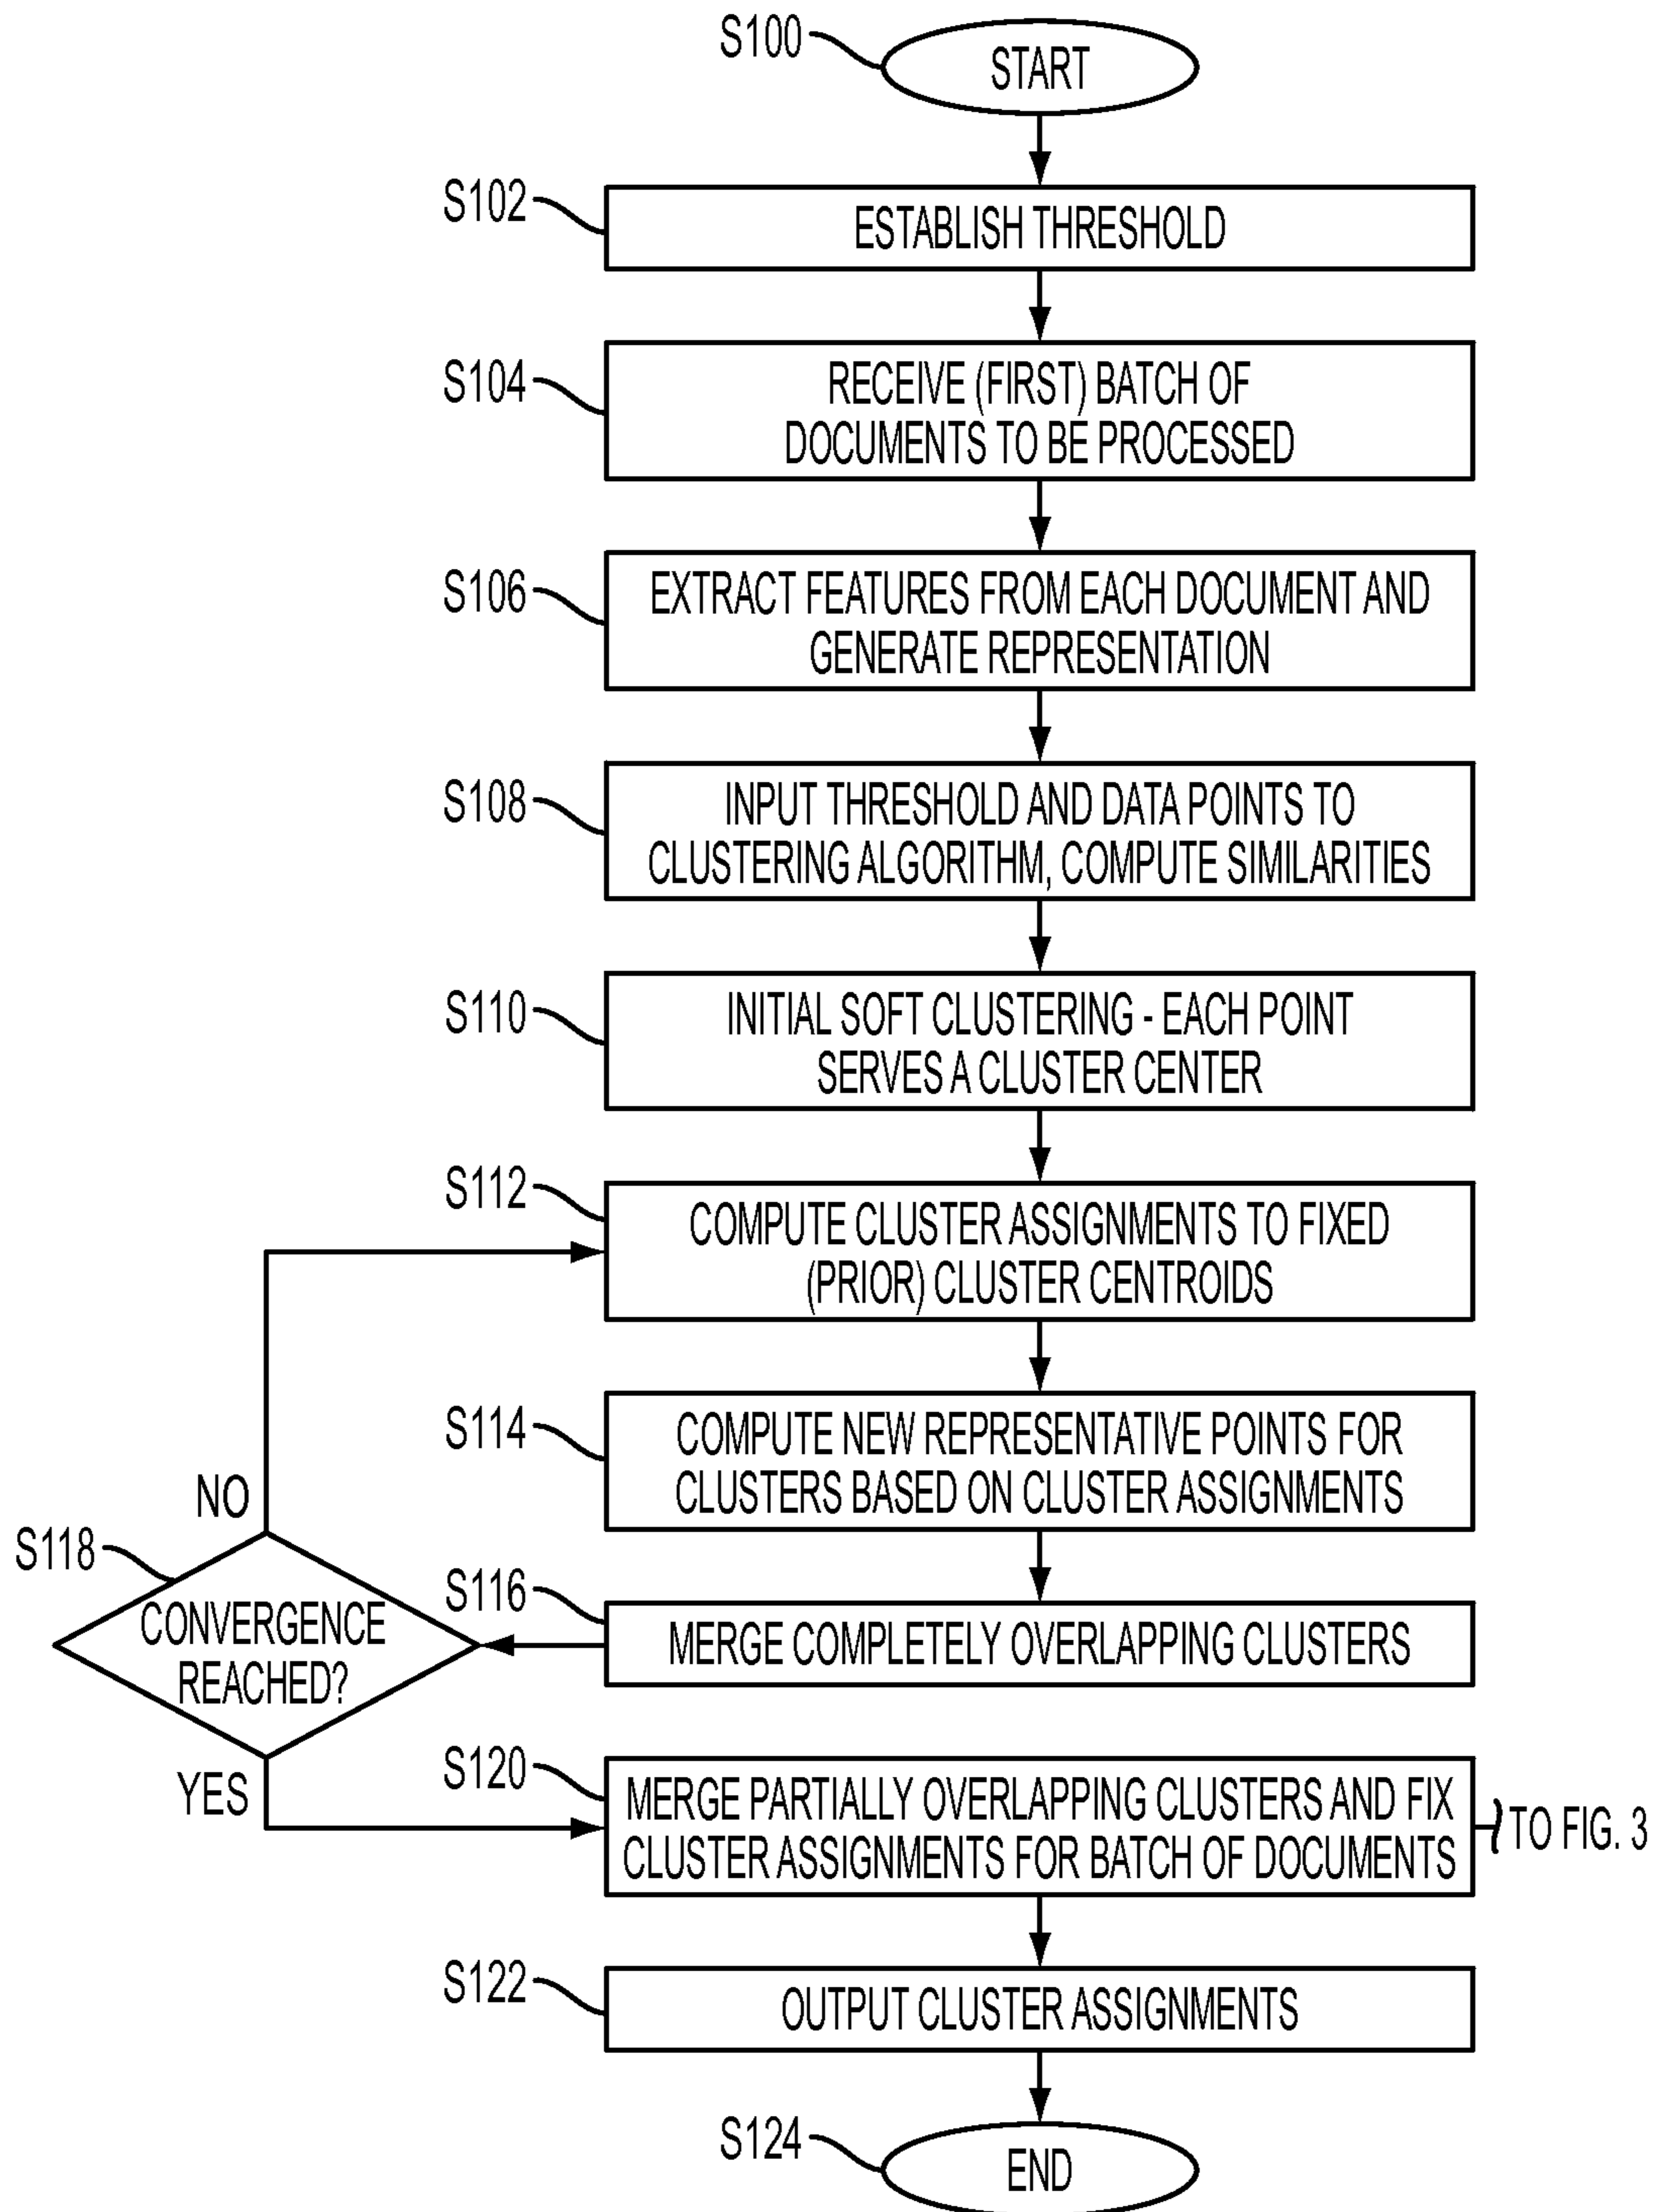 S100
START
S102
ESTABLISH THRESHOLD
S104
RECEIVE (FIRST) BATCH OF
DOCUMENTS TO BE PROCESSED
S106
EXTRACT FEATURES FROM EACH DOCUMENT AND
GENERATE REPRESENTATION
S108
INPUT THRESHOLD AND DATA POINTS TO
CLUSTERING ALGORITHM, COMPUTE SIMILARITIES
S110
INITIAL SOFT CLUSTERING - EACH POINT
SERVES A CLUSTER CENTER
S112
COMPUTE CLUSTER ASSIGNMENTS TO FIXED
(PRIOR) CLUSTER CENTROIDS
S114
COMPUTE NEW REPRESENTATIVE POINTS FOR
CLUSTERS BASED ON CLUSTER ASSIGNMENTS
NO
S118
CONVERGENCE
REACHED?
S116
MERGE COMPLETELY OVERLAPPING CLUSTERS
YES
S120
MERGE PARTIALLY OVERLAPPING CLUSTERS AND FIX
CLUSTER ASSIGNMENTS FOR BATCH OF DOCUMENTS
TO FIG. 3
S122
OUTPUT CLUSTER ASSIGNMENTS
S124
END